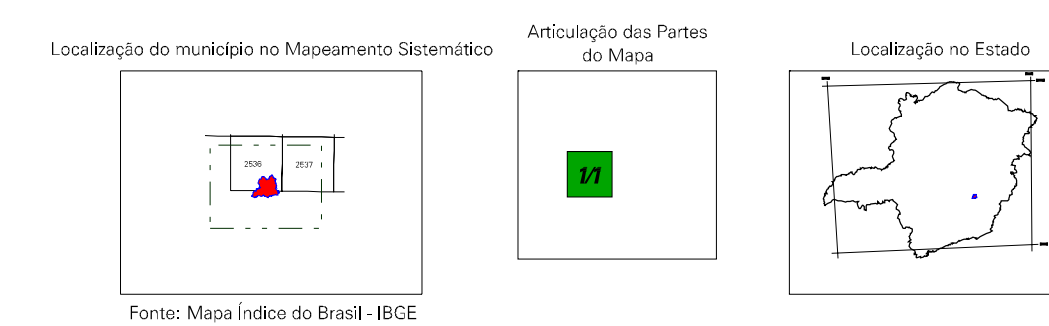 Localização do município no Mapeamento Sistemático
2536
2537
Fonte: Mapa Índice do Brasil - IBGE
Articulação das Partes
do Mapa
1/1
Localização no Estado